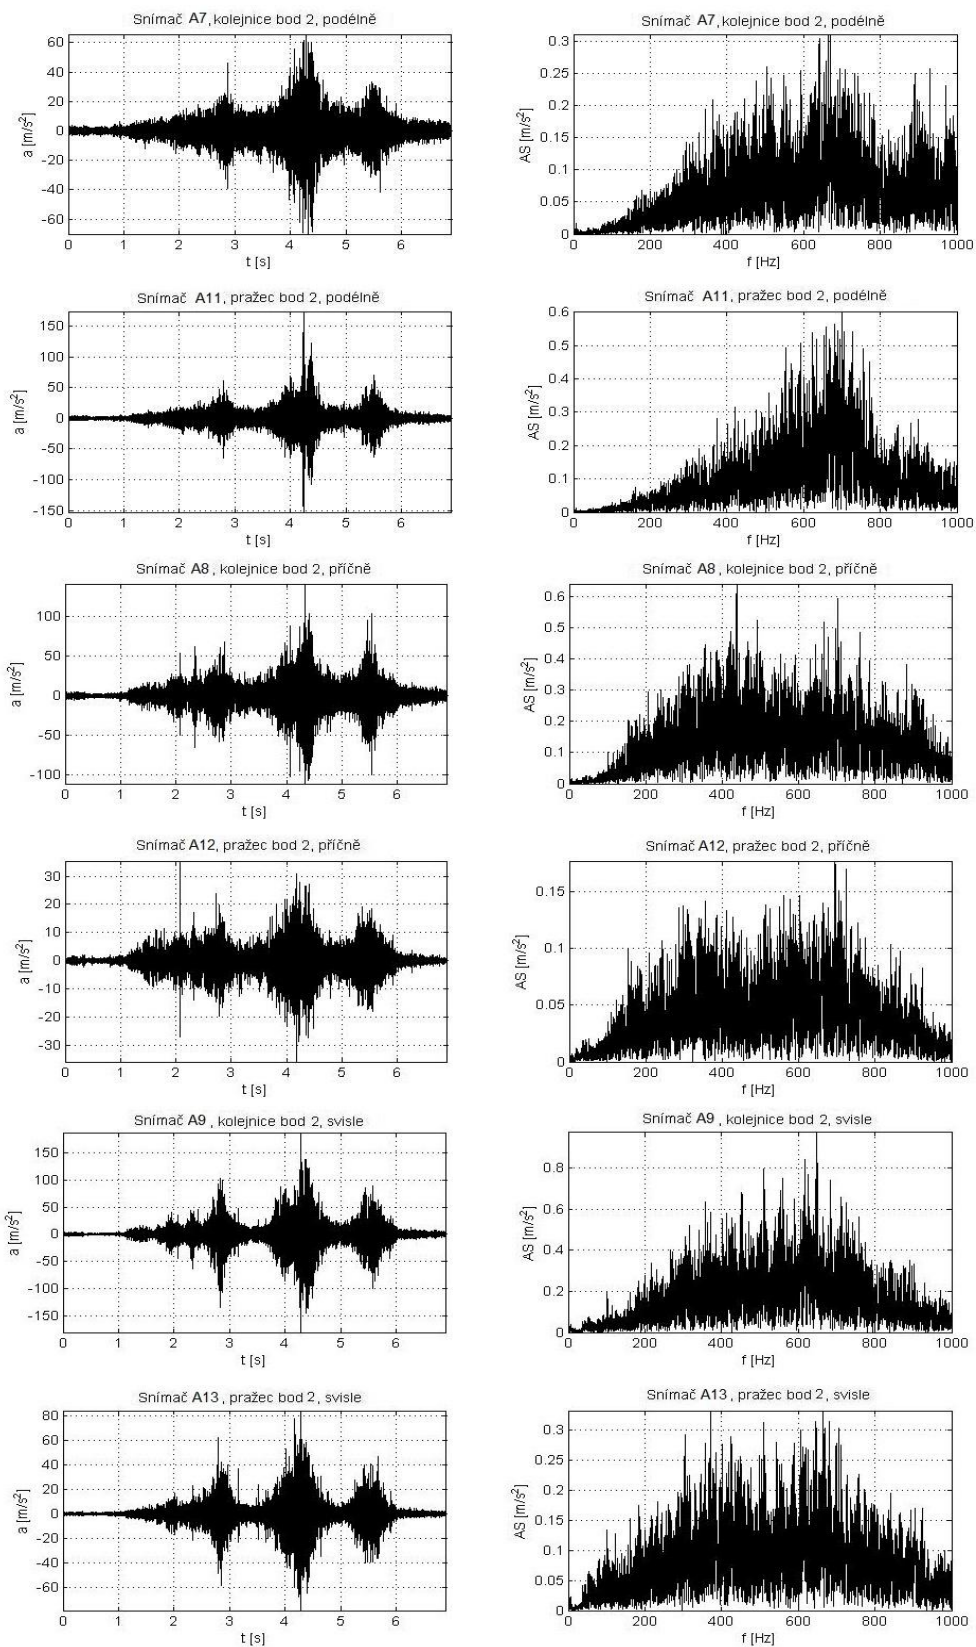 Snímač A7, kolejnice bod 2, podélně
60
40
20
0
-20
-40
-60
a [m/s²]
0 1 2 3 4 5 6
t [s]
Snímač A7, kolejnice bod 2, podélně
0.3
0.25
0.2
0.15
0.1
0.05
0
AS [m/s²]
0 200 400 600 800 1000
f [Hz]
Snímač A11, pražec bod 2, podélně
150
100
50
0
-50
-100
-150
a [m/s²]
0 1 2 3 4 5 6
t [s]
Snímač A11, pražec bod 2, podélně
0.6
0.5
0.4
0.3
0.2
0.1
0
AS [m/s²]
0 200 400 600 800 1000
f [Hz]
Snímač A8, kolejnice bod 2, příčně
100
50
0
-50
-100
a [m/s²]
0 1 2 3 4 5 6
t [s]
Snímač A8, kolejnice bod 2, příčně
0.6
0.5
0.4
0.3
0.2
0.1
0
AS [m/s²]
0 200 400 600 800 1000
f [Hz]
Snímač A12, pražec bod 2, příčně
30
20
10
0
-10
-20
-30
a [m/s²]
0 1 2 3 4 5 6
t [s]
Snímač A12, pražec bod 2, příčně
0.15
0.1
0.05
0
AS [m/s²]
0 200 400 600 800 1000
f [Hz]
Snímač A9, kolejnice bod 2, svisle
150
100
50
0
-50
-100
-150
a [m/s²]
0 1 2 3 4 5 6
t [s]
Snímač A9, kolejnice bod 2, svisle
0.8
0.6
0.4
0.2
0
AS [m/s²]
0 200 400 600 800 1000
f [Hz]
Snímač A13, pražec bod 2, svisle
80
60
40
20
0
-20
-40
-60
a [m/s²]
0 1 2 3 4 5 6
t [s]
Snímač A13, pražec bod 2, svisle
0.3
0.25
0.2
0.15
0.1
0.05
0
AS [m/s²]
0 200 400 600 800 1000
f [Hz]